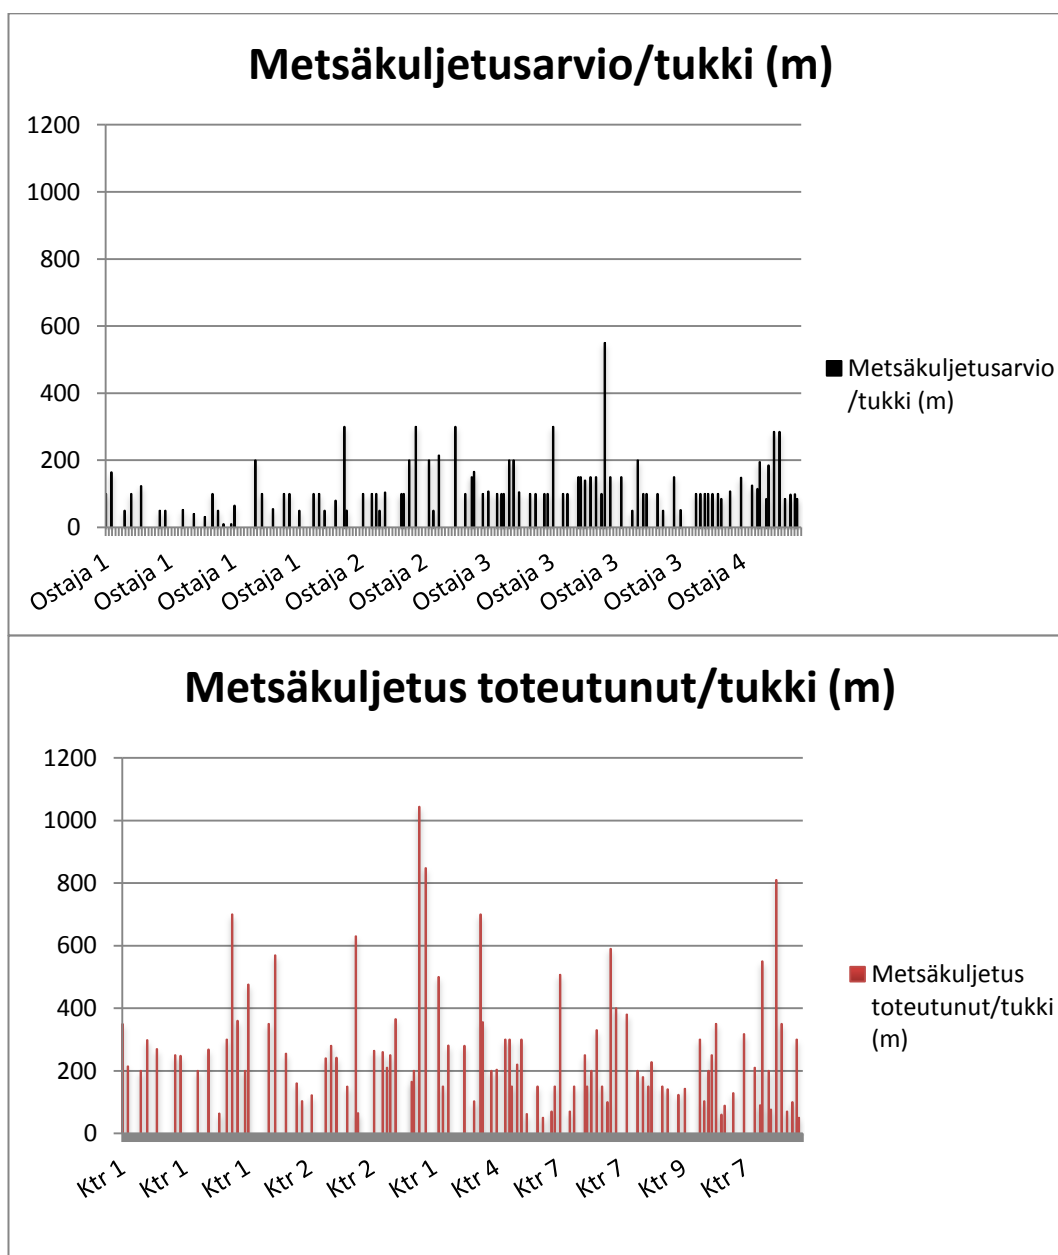 Metsäkuljetusarvio/tukki (m)
1200
1000
800
600
400
200
0
Ostaja 1
Ostaja 1
Ostaja 1
Ostaja 1
Ostaja 2
Ostaja 2
Ostaja 3
Ostaja 3
Ostaja 3
Ostaja 3
Ostaja 4
Metsäkuljetusarvio
/tukki (m)
Metsäkuljetus toteutunut/tukki (m)
1200
1000
800
600
400
200
0
Ktr 1
Ktr 1
Ktr 1
Ktr 2
Ktr 2
Ktr 1
Ktr 4
Ktr 7
Ktr 7
Ktr 9
Ktr 7
Metsäkuljetus
toteutunut/tukki
(m)